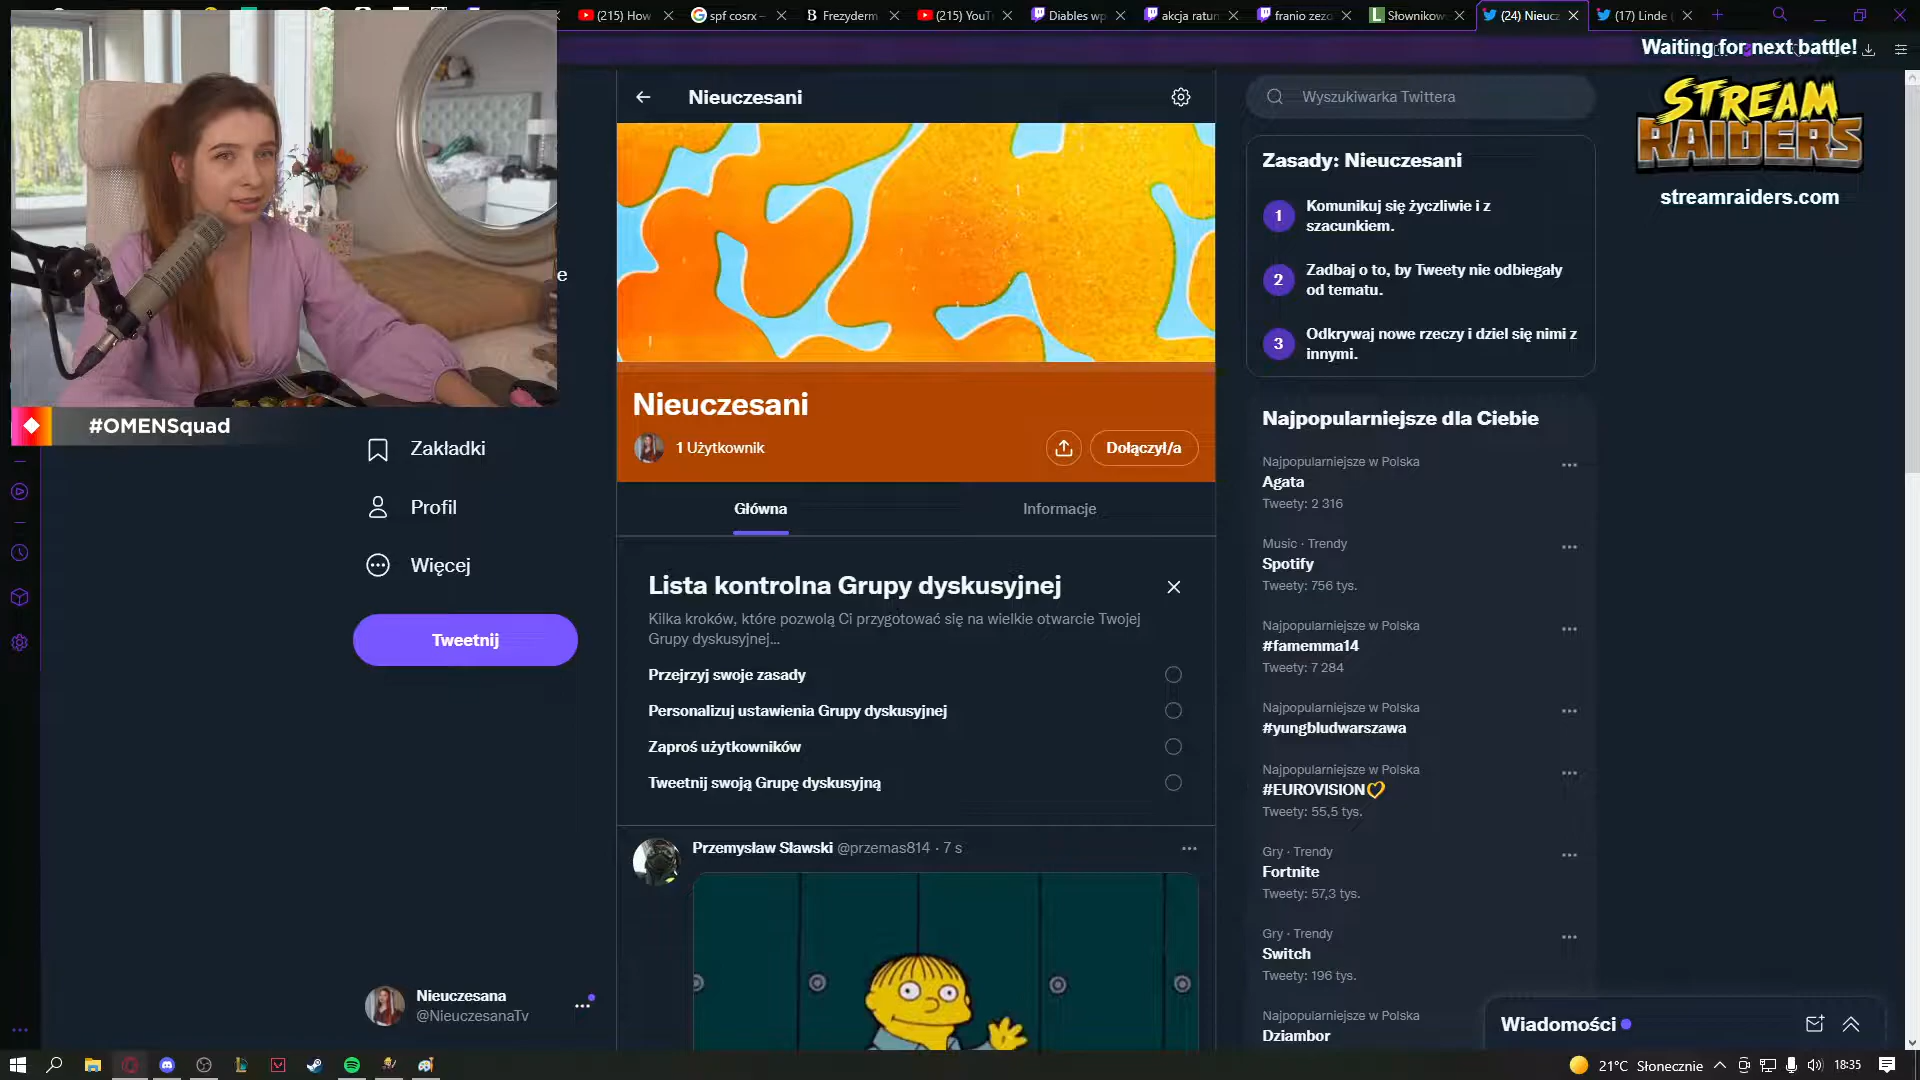 (215) How
spf cosrx –
Frezyderm
(215) YouT
Diables wp
akcja ratun
franio zezo
Słownikow
(24) Nieucz
(17) Linde (
Waiting for next battle!
STREAM
RAIDERS
streamraiders.com
e
#OMENSquad
Zakładki
Profil
Więcej
Tweetnij
Nieuczesana
@NieuczesanaTv
Nieuczesani
Nieuczesani
1 Użytkownik
Dołączył/a
Główna
Informacje
Lista kontrolna Grupy dyskusyjnej
Kilka kroków, które pozwolą Ci przygotować się na wielkie otwarcie Twojej
Grupy dyskusyjnej...
Przejrzyj swoje zasady
Personalizuj ustawienia Grupy dyskusyjnej
Zaproś użytkowników
Tweetnij swoją Grupę dyskusyjną
Przemysław Sławski @przemas814 · 7 s
Wyszukiwarka Twittera
Zasady: Nieuczesani
1 Komunikuj się życzliwie i z
szacunkiem.
2 Zadbaj o to, by Tweety nie odbiegały
od tematu.
3 Odkrywaj nowe rzeczy i dziel się nimi z
innymi.
Najpopularniejsze dla Ciebie
Najpopularniejsze w Polska
Agata
Tweety: 2 316
Music · Trendy
Spotify
Tweety: 756 tys.
Najpopularniejsze w Polska
#famemma14
Tweety: 7 284
Najpopularniejsze w Polska
#yungbludwarszawa
Najpopularniejsze w Polska
#EUROVISION
Tweety: 55,5 tys.
Gry · Trendy
Fortnite
Tweety: 57,3 tys.
Gry · Trendy
Switch
Tweety: 196 tys.
Najpopularniejsze w Polska
Dziambor
Wiadomości
21°C Słonecznie
18:35